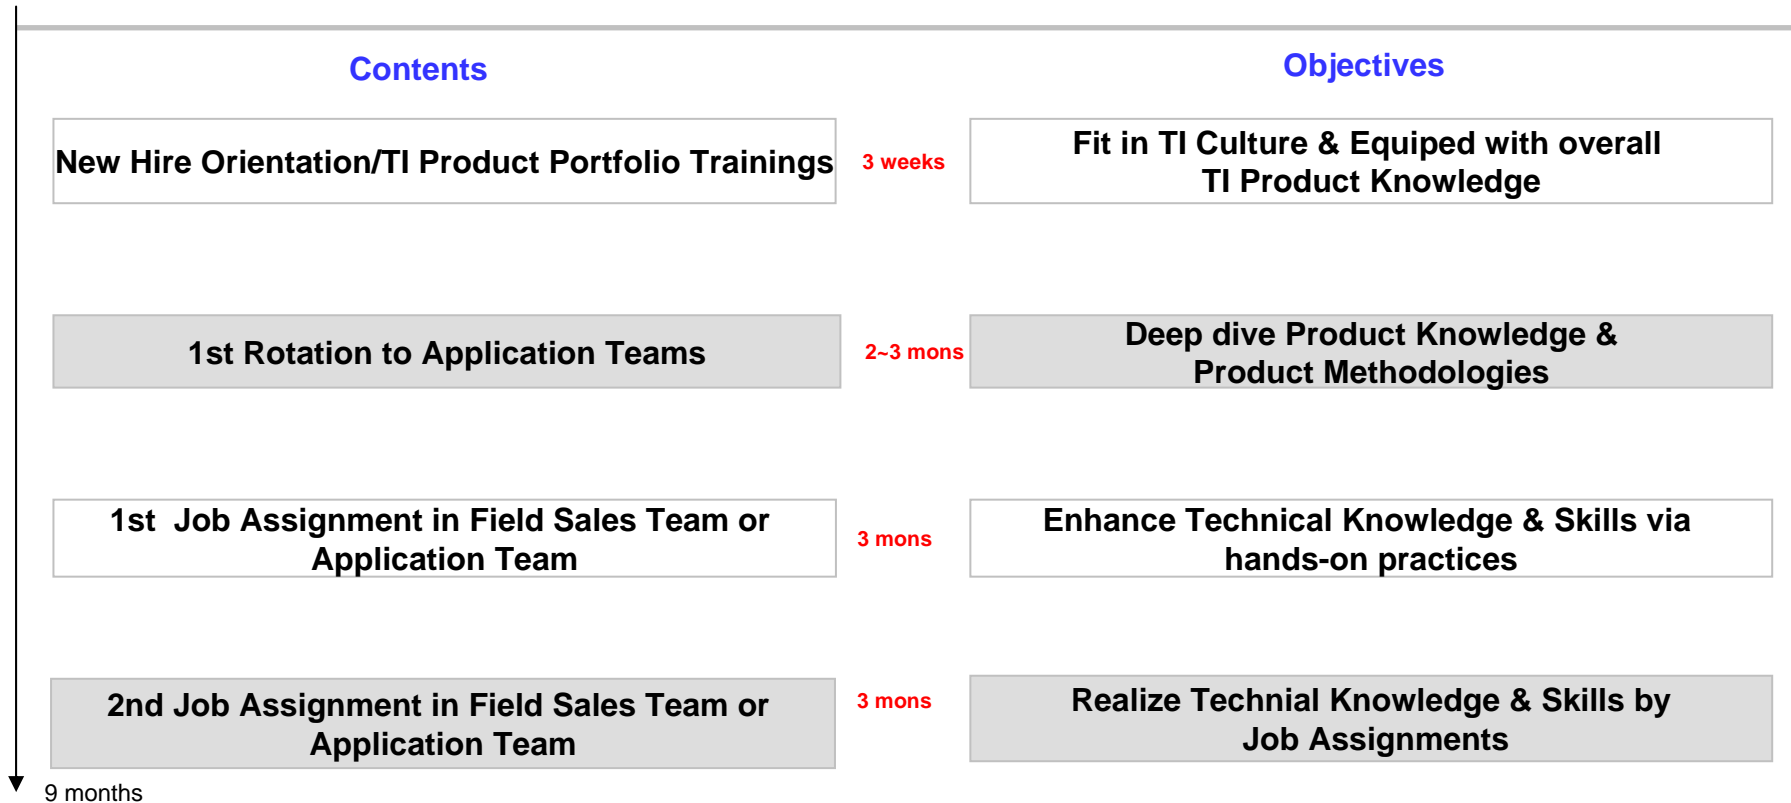 Contents
Objectives
New Hire Orientation/TI Product Portfolio Trainings
3 weeks
Fit in TI Culture & Equiped with overall
TI Product Knowledge
1st Rotation to Application Teams
2~3 mons
Deep dive Product Knowledge &
Product Methodologies
1st  Job Assignment in Field Sales Team or
Application Team
3 mons
Enhance Technical Knowledge & Skills via
hands-on practices
2nd Job Assignment in Field Sales Team or
Application Team
3 mons
Realize Technial Knowledge & Skills by
Job Assignments
9 months